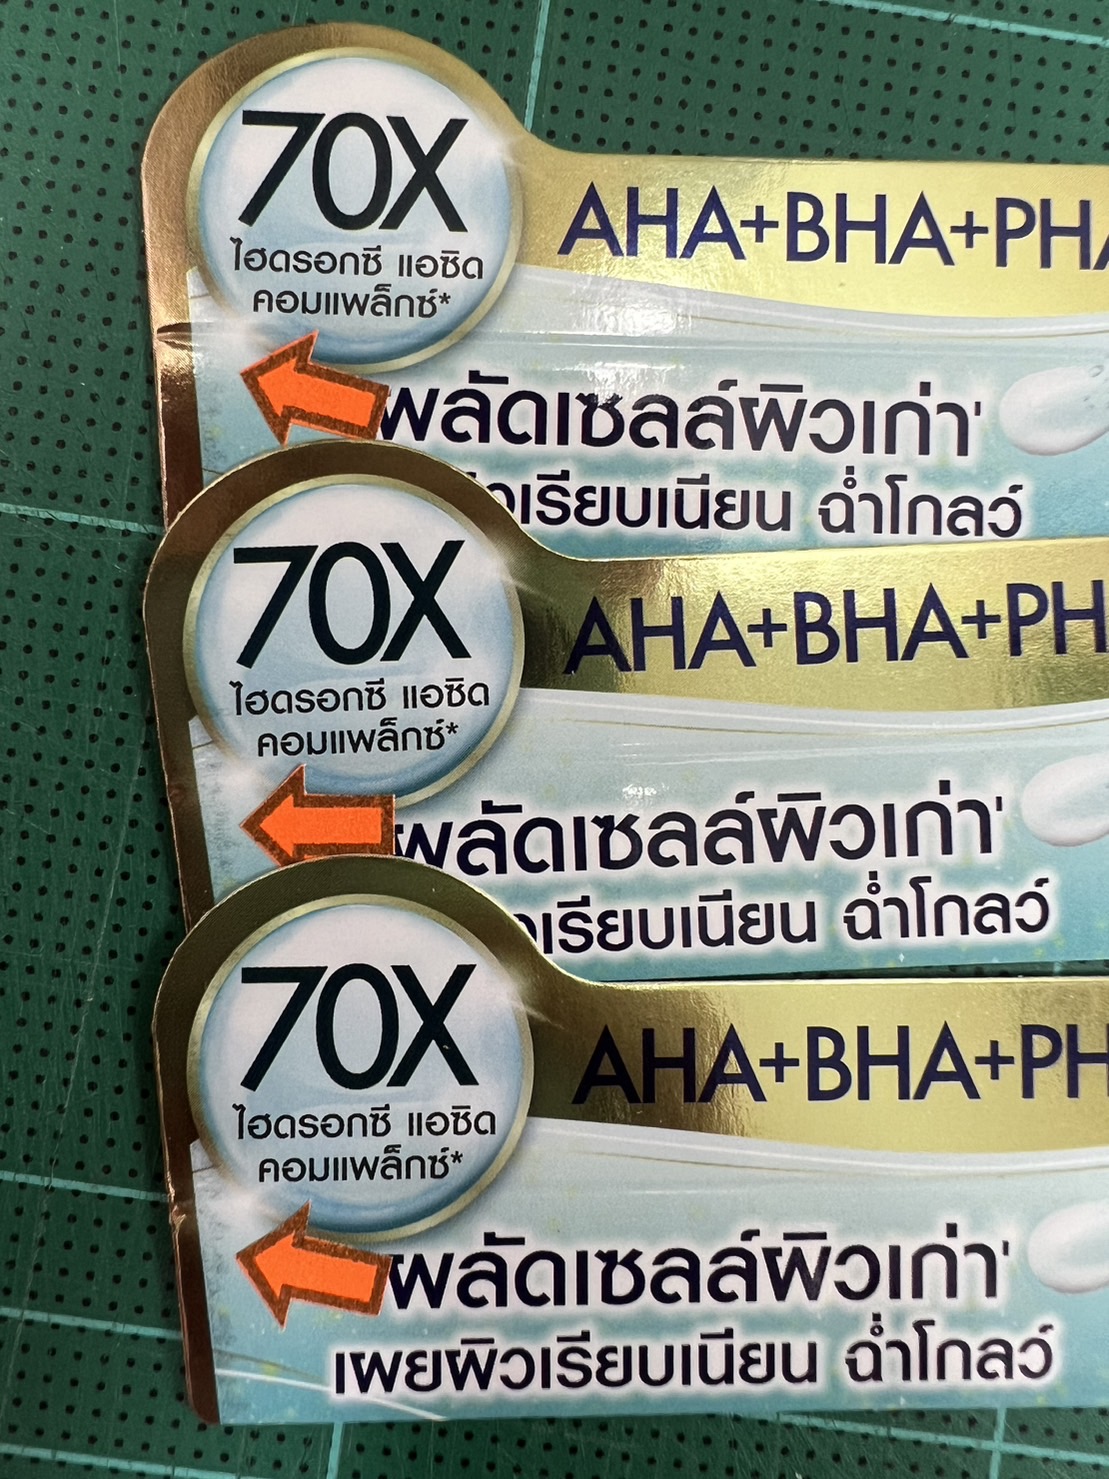 70X
ไฮดรอกซี แอซิด
คอมเพล็กซ์*
AHA+BHA+PHA
ผลัดเซลล์ผิวเก่า'
ผิวเรียบเนียน ฉ่ำโกลว์
70X
ไฮดรอกซี แอซิด
คอมเพล็กซ์*
AHA+BHA+PH
ผลัดเซลล์ผิวเก่า'
เรียบเนียน ฉ่ำโกลว์
70X
ไฮดรอกซี แอซิด
คอมเพล็กซ์*
AHA+BHA+PH
ผลัดเซลล์ผิวเก่า'
เผยผิวเรียบเนียน ฉ่ำโกลว์